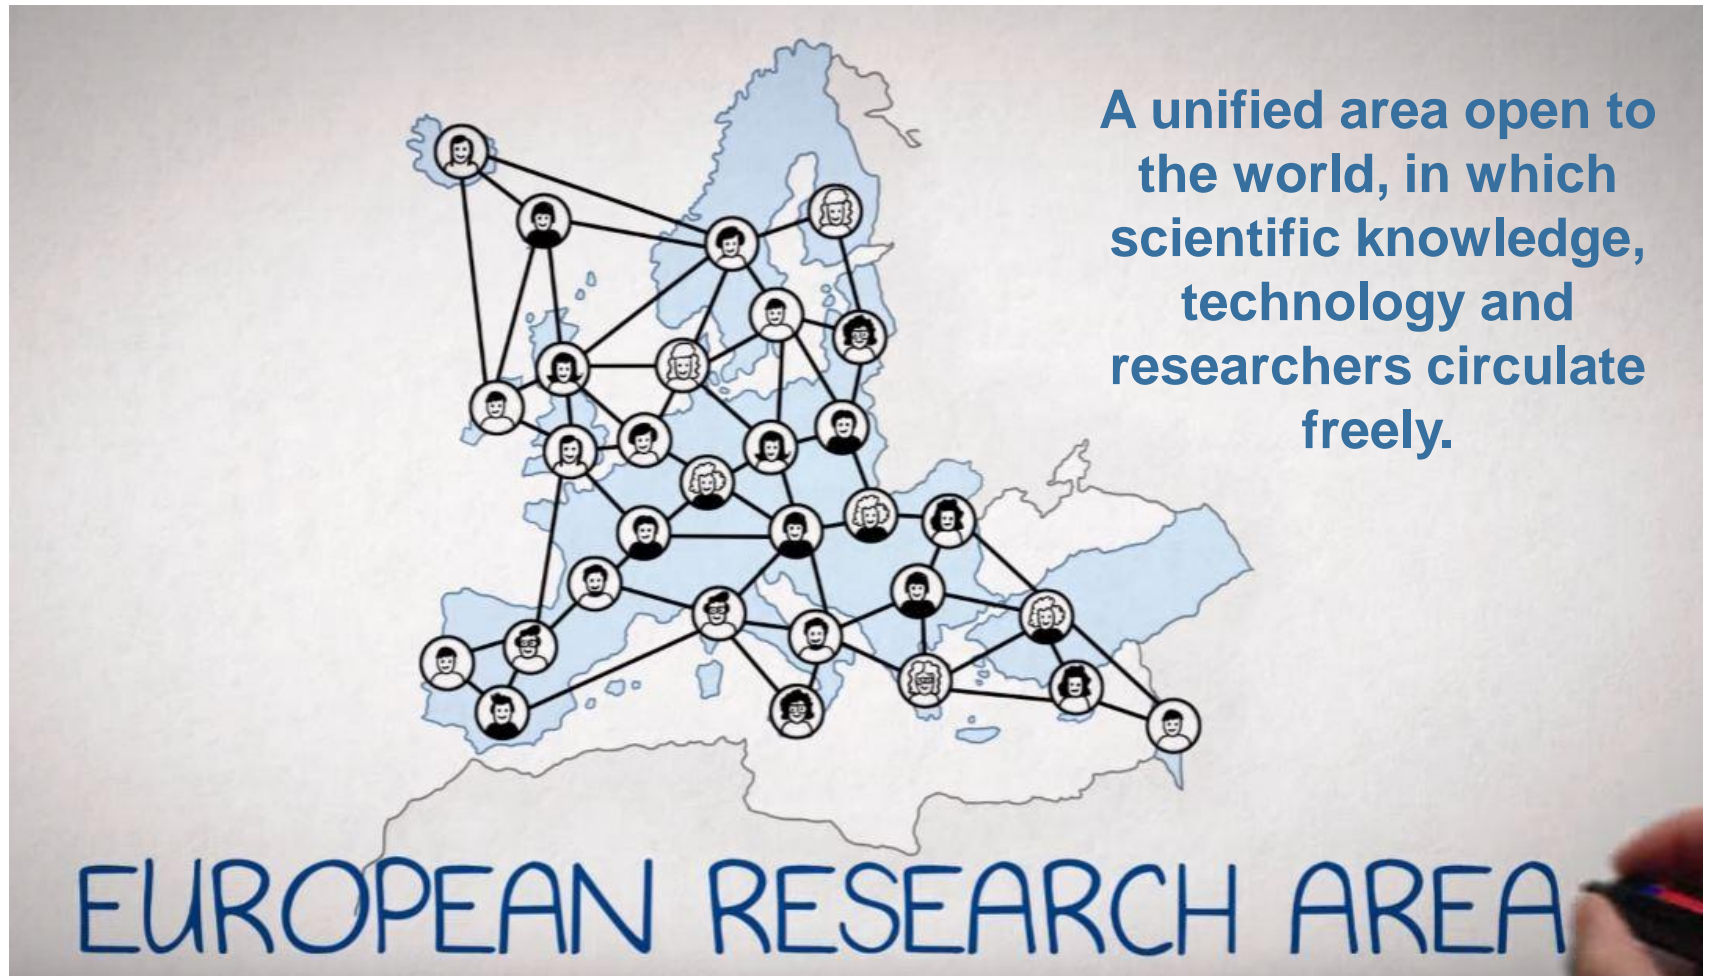 A unified area open to
the world, in which
scientific knowledge,
technology and
researchers circulate
freely.
EUROPEAN RESEARCH AREA